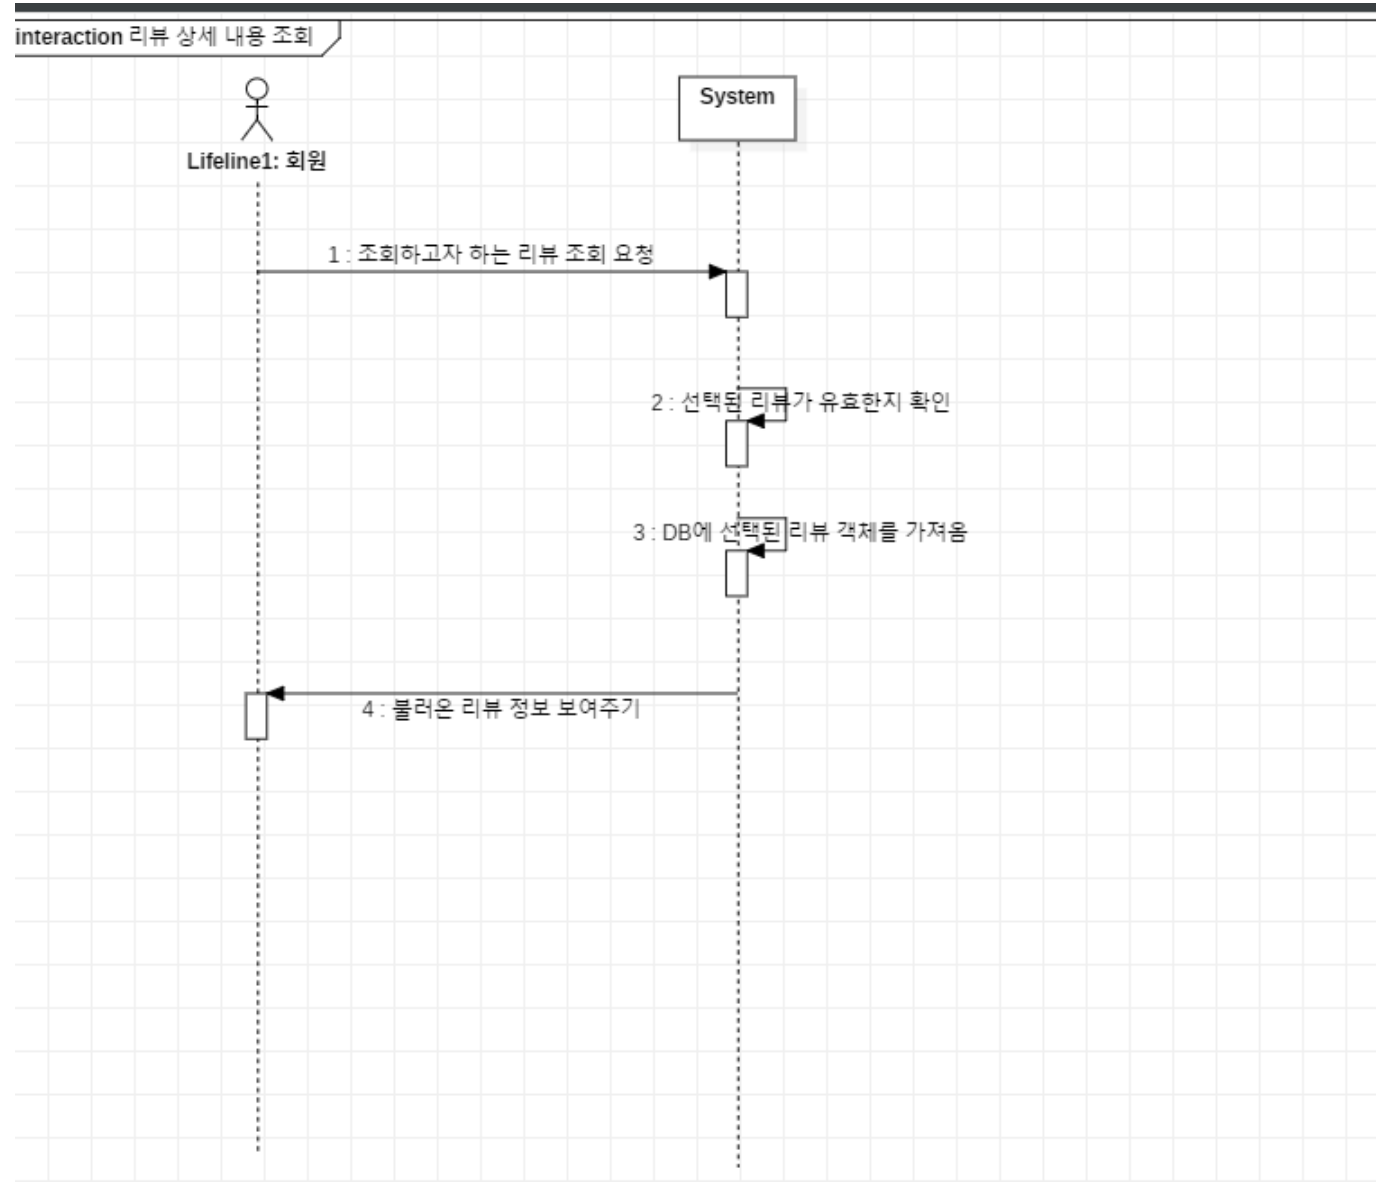 interaction 리뷰 상세 내용 조회
System
Lifeline1: 회원
1 : 조회하고자 하는 리뷰 조회 요청
2 : 선택된 리뷰가 유효한지 확인
3 : DB에 선택된 리뷰 객체를 가져옴
4 : 불러온 리뷰 정보 보여주기